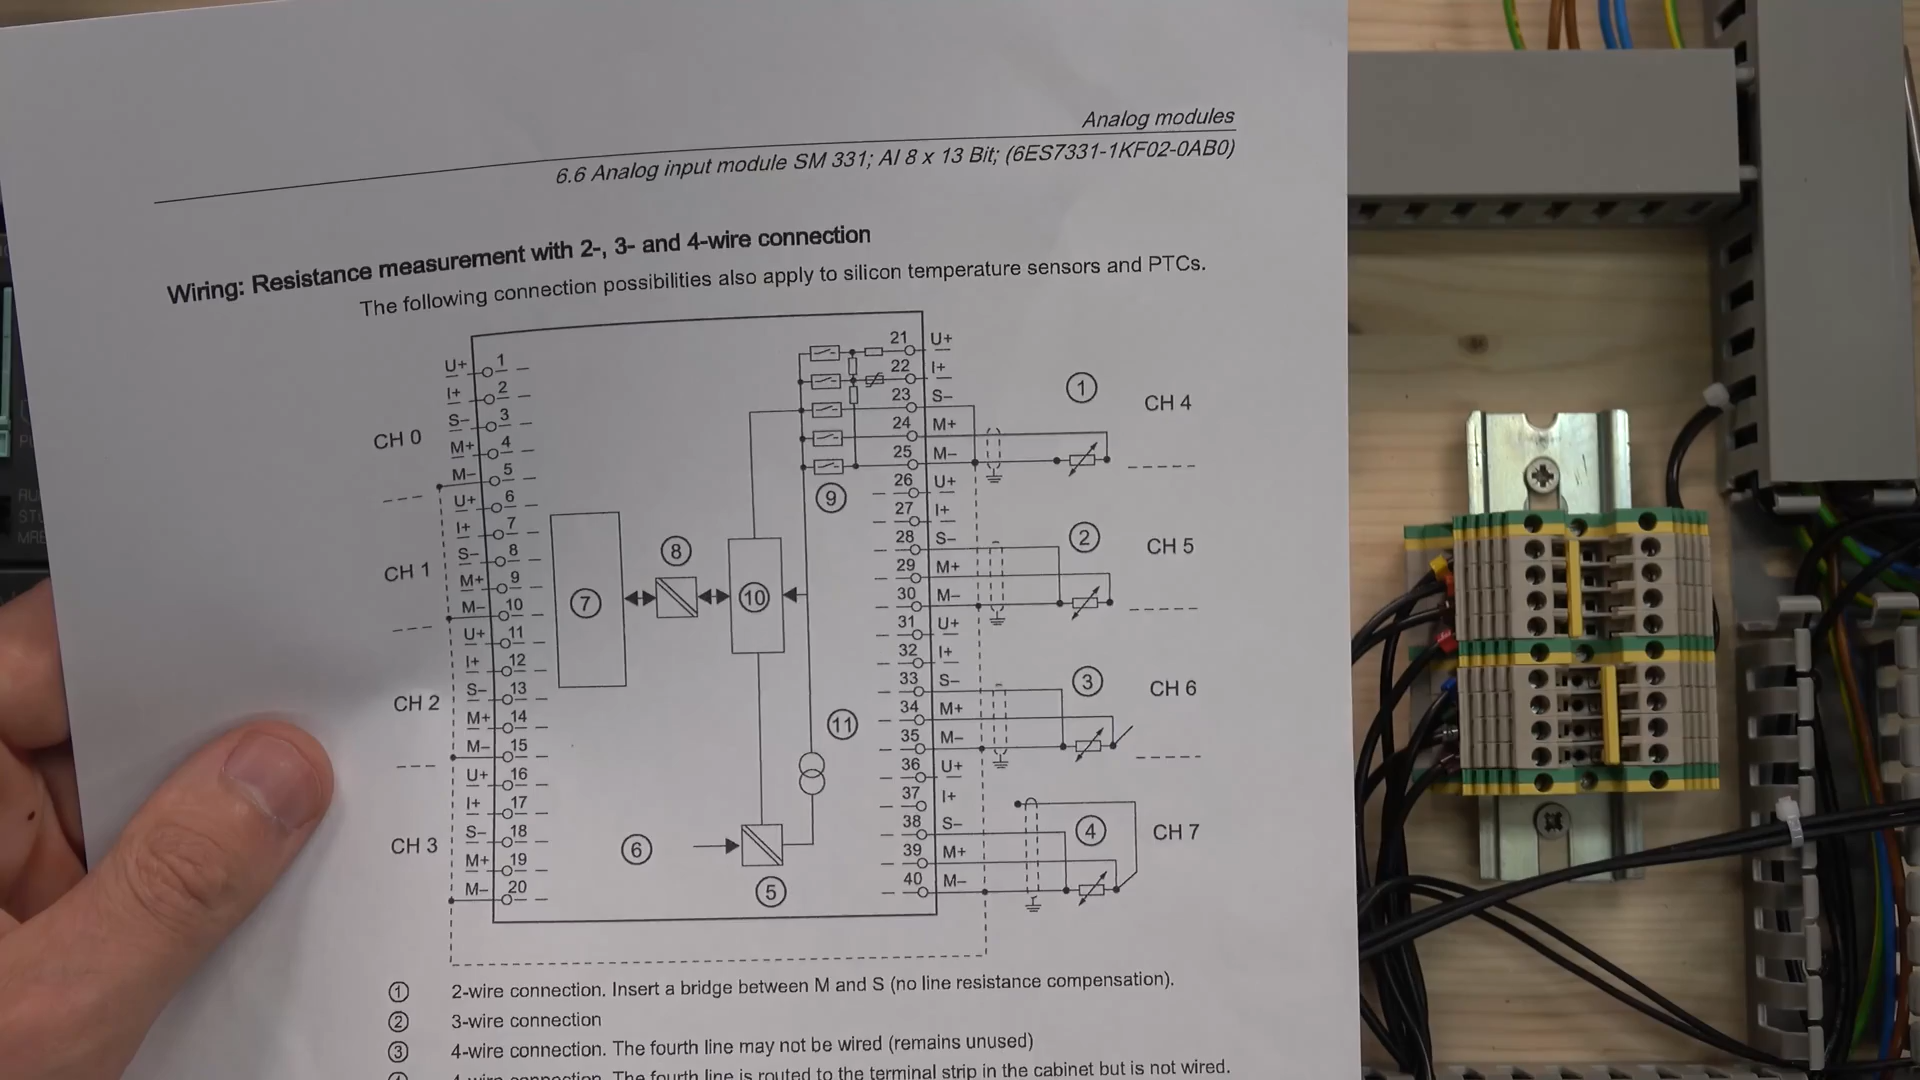 Analog modules
6.6 Analog input module SM 331; AI 8 x 13 Bit; (6ES7331-1KF02-0AB0)
Wiring: Resistance measurement with 2-, 3- and 4-wire connection
The following connection possibilities also apply to silicon temperature sensors and PTCs.
CH 0
U+ 1
I+ 2
S- 3
M+ 4
M- 5
CH 1
U+ 6
I+ 7
S- 8
M+ 9
M- 10
CH 2
U+ 11
I+ 12
S- 13
M+ 14
M- 15
CH 3
U+ 16
I+ 17
S- 18
M+ 19
M- 20
7
8
10
9
11
6
5
21 U+
22 I+
23 S-
24 M+
25 M-
1
CH 4
26 U+
27 I+
28 S-
29 M+
30 M-
2
CH 5
31 U+
32 I+
33 S-
34 M+
35 M-
3
CH 6
36 U+
37 I+
38 S-
39 M+
40 M-
4
CH 7
① 2-wire connection. Insert a bridge between M and S (no line resistance compensation).
② 3-wire connection
③ 4-wire connection. The fourth line may not be wired (remains unused)
4-wire connection. The fourth line is routed to the terminal strip in the cabinet but is not wired.